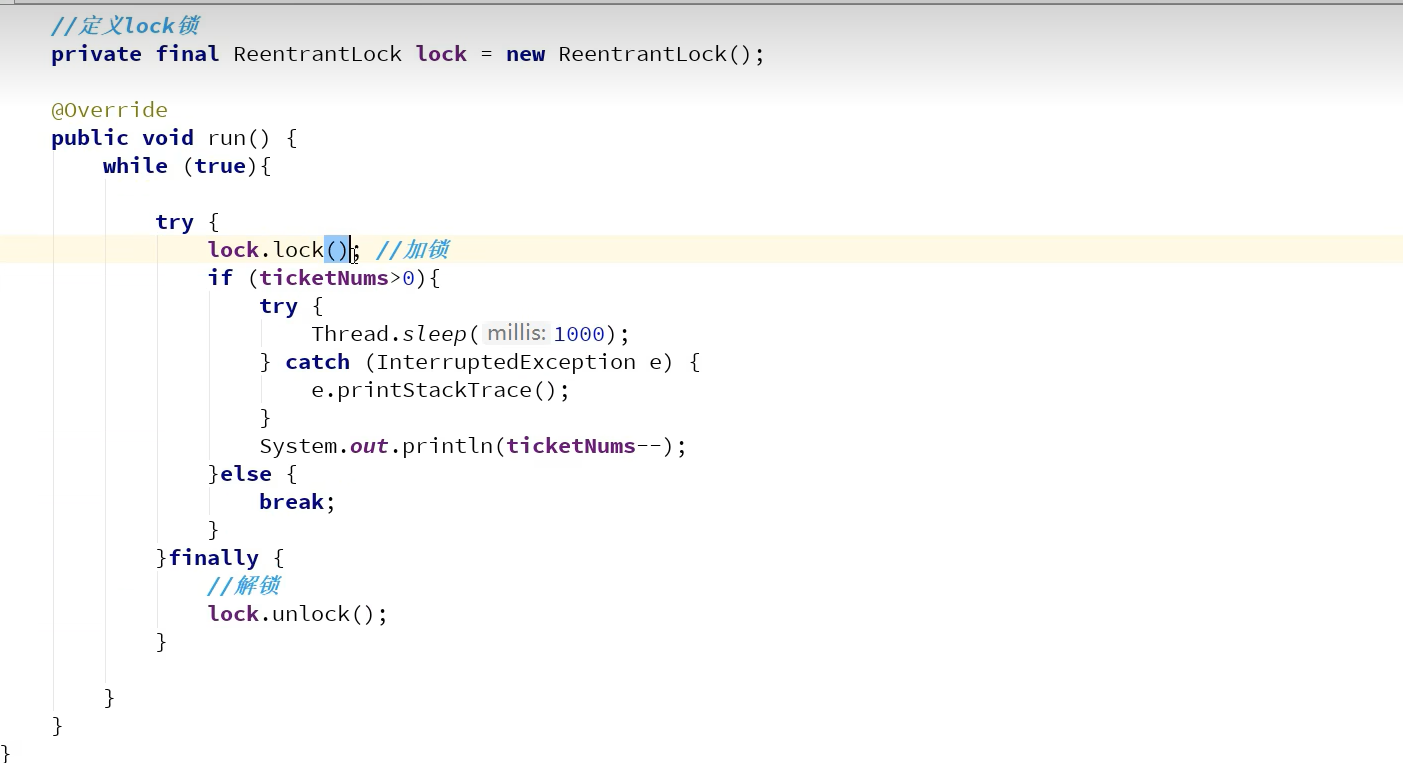 //定义lock锁
private final ReentrantLock lock = new ReentrantLock();
@Override
public void run() {
while (true){
try {
lock.lock(); //加锁
if (ticketNums>0){
try {
Thread.sleep( millis: 1000);
} catch (InterruptedException e) {
e.printStackTrace();
}
System.out.println(ticketNums--);
}else {
break;
}
}finally {
//解锁
lock.unlock();
}
}
}
}